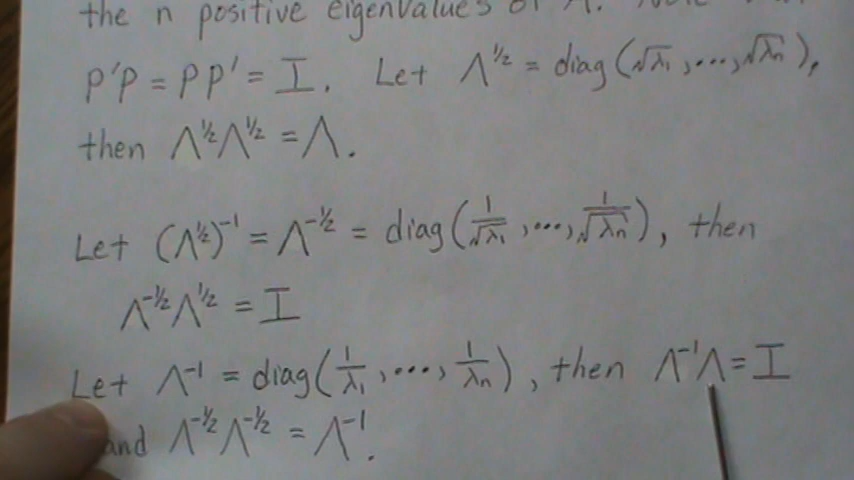 the n positive eigenvalues of Λ.
P'P = PP' = I. Let Λ^½ = diag(√λ₁, ..., √λₙ),
then Λ^½Λ^½ = Λ.
Let (Λ^½)⁻¹ = Λ^-½ = diag(1/√λ₁, ..., 1/√λₙ), then
Λ^-½Λ^½ = I
Let Λ⁻¹ = diag(1/λ₁, ..., 1/λₙ), then Λ⁻¹Λ = I
and Λ^-½Λ^-½ = Λ⁻¹.